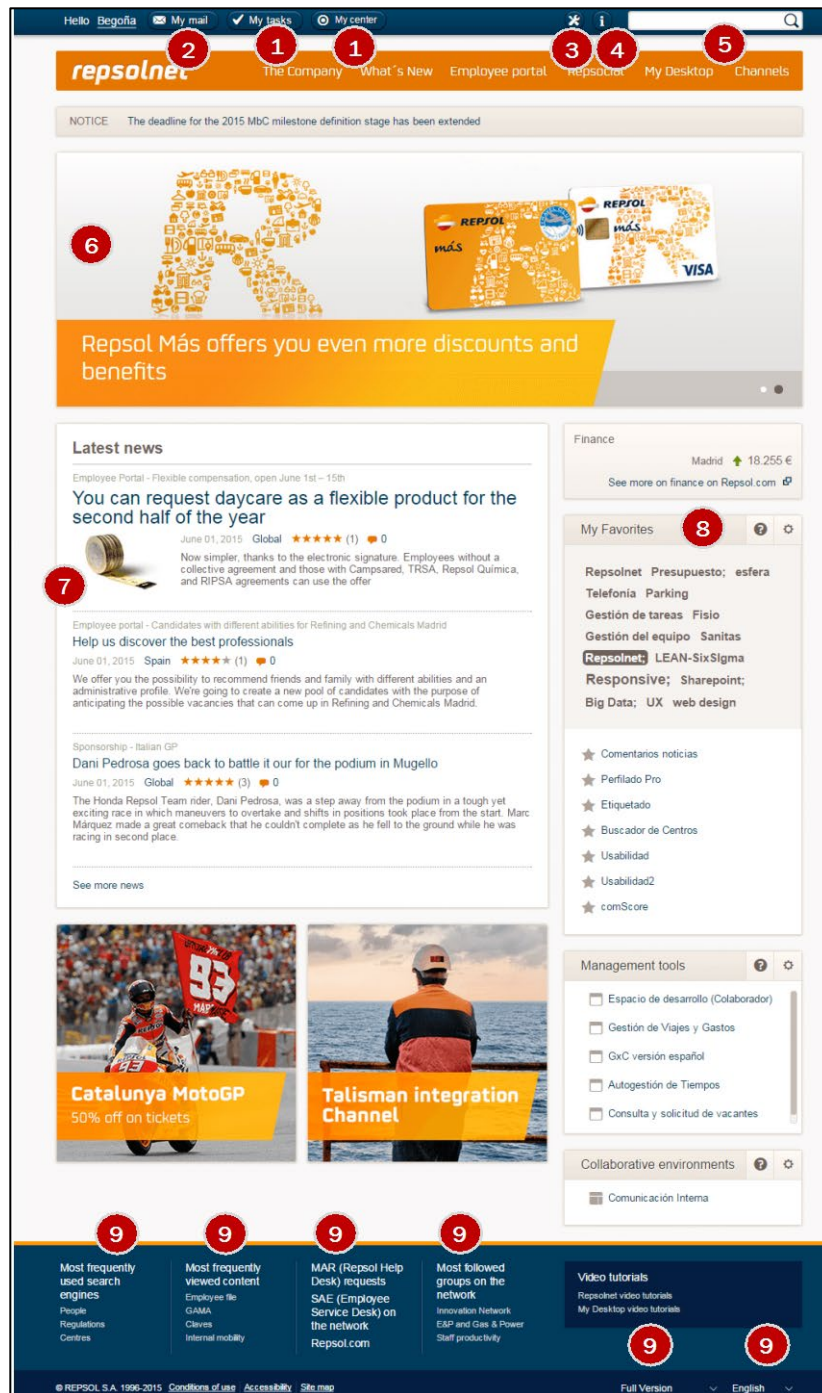 Hello Begoña My mail My tasks My center
2 1 1 3 4 5
repsolnet The Company What´s New Employee portal Repsocial My Desktop Channels
NOTICE The deadline for the 2015 MbC milestone definition stage has been extended
6
REPSOL
más
REPSOL
más
VISA
Repsol Más offers you even more discounts and
benefits
Latest news
Employee Portal - Flexible compensation, open June 1st – 15th
You can request daycare as a flexible product for the
second half of the year
June 01, 2015 Global ★★★★★ (1) 0
Now simpler, thanks to the electronic signature. Employees without a
collective agreement and those with Campsared, TRSA, Repsol Química,
and RIPSA agreements can use the offer
7
Employee portal - Candidates with different abilities for Refining and Chemicals Madrid
Help us discover the best professionals
June 01, 2015 Spain ★★★★★ (1) 0
We offer you the possibility to recommend friends and family with different abilities and an
administrative profile. We're going to create a new pool of candidates with the purpose of
anticipating the possible vacancies that can come up in Refining and Chemicals Madrid.
Sponsorship - Italian GP
Dani Pedrosa goes back to battle it our for the podium in Mugello
June 01, 2015 Global ★★★★★ (3) 0
The Honda Repsol Team rider, Dani Pedrosa, was a step away from the podium in a tough yet
exciting race in which maneuvers to overtake and shifts in positions took place from the start. Marc
Márquez made a great comeback that he couldn't complete as he fell to the ground while he was
racing in second place.
See more news
Finance
Madrid 18.255 €
See more on finance on Repsol.com
My Favorites 8
Repsolnet Presupuesto; esfera
Telefonía Parking
Gestión de tareas Fisio
Gestión del equipo Sanitas
Repsolnet; LEAN-SixSIgma
Responsive; Sharepoint;
Big Data; UX web design
Comentarios noticias
Perfilado Pro
Etiquetado
Buscador de Centros
Usabilidad
Usabilidad2
comScore
93
93
Catalunya MotoGP
50% off on tickets
Talisman integration
Channel
Management tools
Espacio de desarrollo (Colaborador)
Gestión de Viajes y Gastos
GxC versión español
Autogestión de Tiempos
Consulta y solicitud de vacantes
Collaborative environments
Comunicación Interna
9 9 9 9
Most frequently
used search
engines
People
Regulations
Centres
Most frequently
viewed content
Employee file
GAMA
Claves
Internal mobility
MAR (Repsol Help
Desk) requests
SAE (Employee
Service Desk) on
the network
Repsol.com
Most followed
groups on the
network
Innovation Network
E&P and Gas & Power
Staff productivity
Video tutorials
Repsolnet video tutorials
My Desktop video tutorials
9 9
© REPSOL S.A. 1996-2015 Conditions of use Accessibility Site map Full Version English